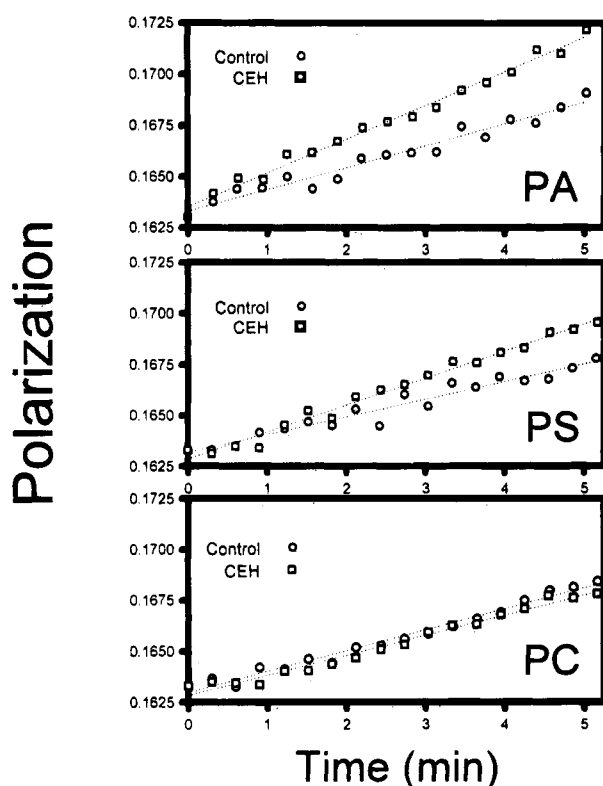 Polarization
0.1725
0.1700
0.1675
0.1650
0.1625
Control
CEH
PA
0 1 2 3 4 5
0.1725
0.1700
0.1675
0.1650
0.1625
Control
CEH
PS
0 1 2 3 4 5
0.1725
0.1700
0.1675
0.1650
0.1625
Control
CEH
PC
0 1 2 3 4 5
Time (min)